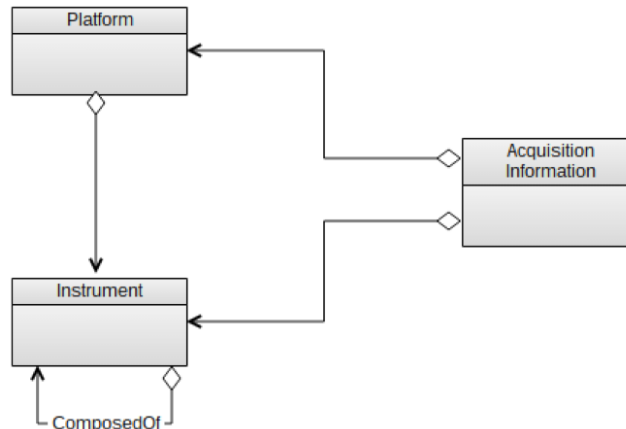 Platform
Acquisition
Information
Instrument
ComposedOf